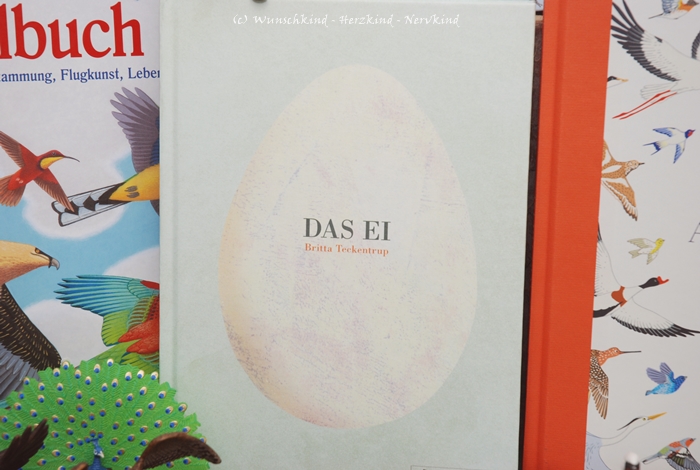 (c) Wunschkind - Herzkind - Nervkind
lbuch
ammung, Flugkunst, Leben
DAS EI
Britta Teckentrup
A